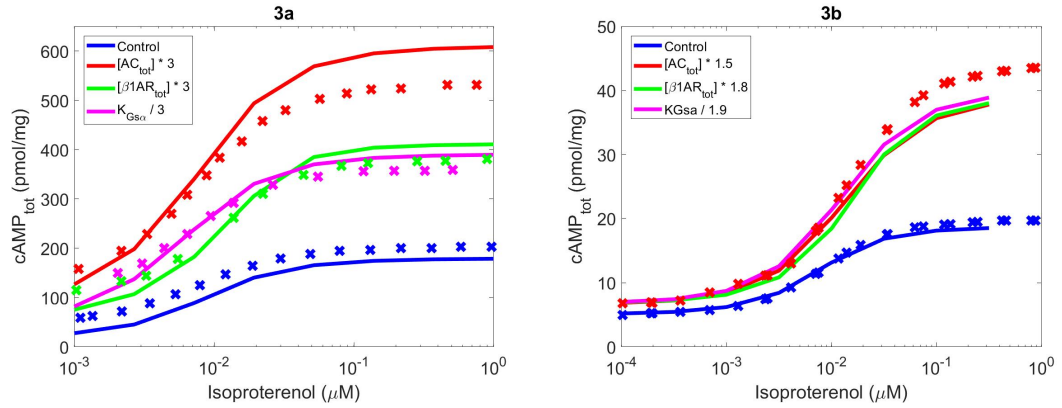 3a
cAMP_tot (pmol/mg)
600
500
400
300
200
100
0
Control
[AC_tot] * 3
[β1AR_tot] * 3
K_Gsα / 3
10^-3
10^-2
10^-1
10^0
Isoproterenol (μM)
3b
cAMP_tot (pmol/mg)
50
40
30
20
10
0
Control
[AC_tot] * 1.5
[β1AR_tot] * 1.8
KGsa / 1.9
10^-4
10^-3
10^-2
10^-1
10^0
Isoproterenol (μM)